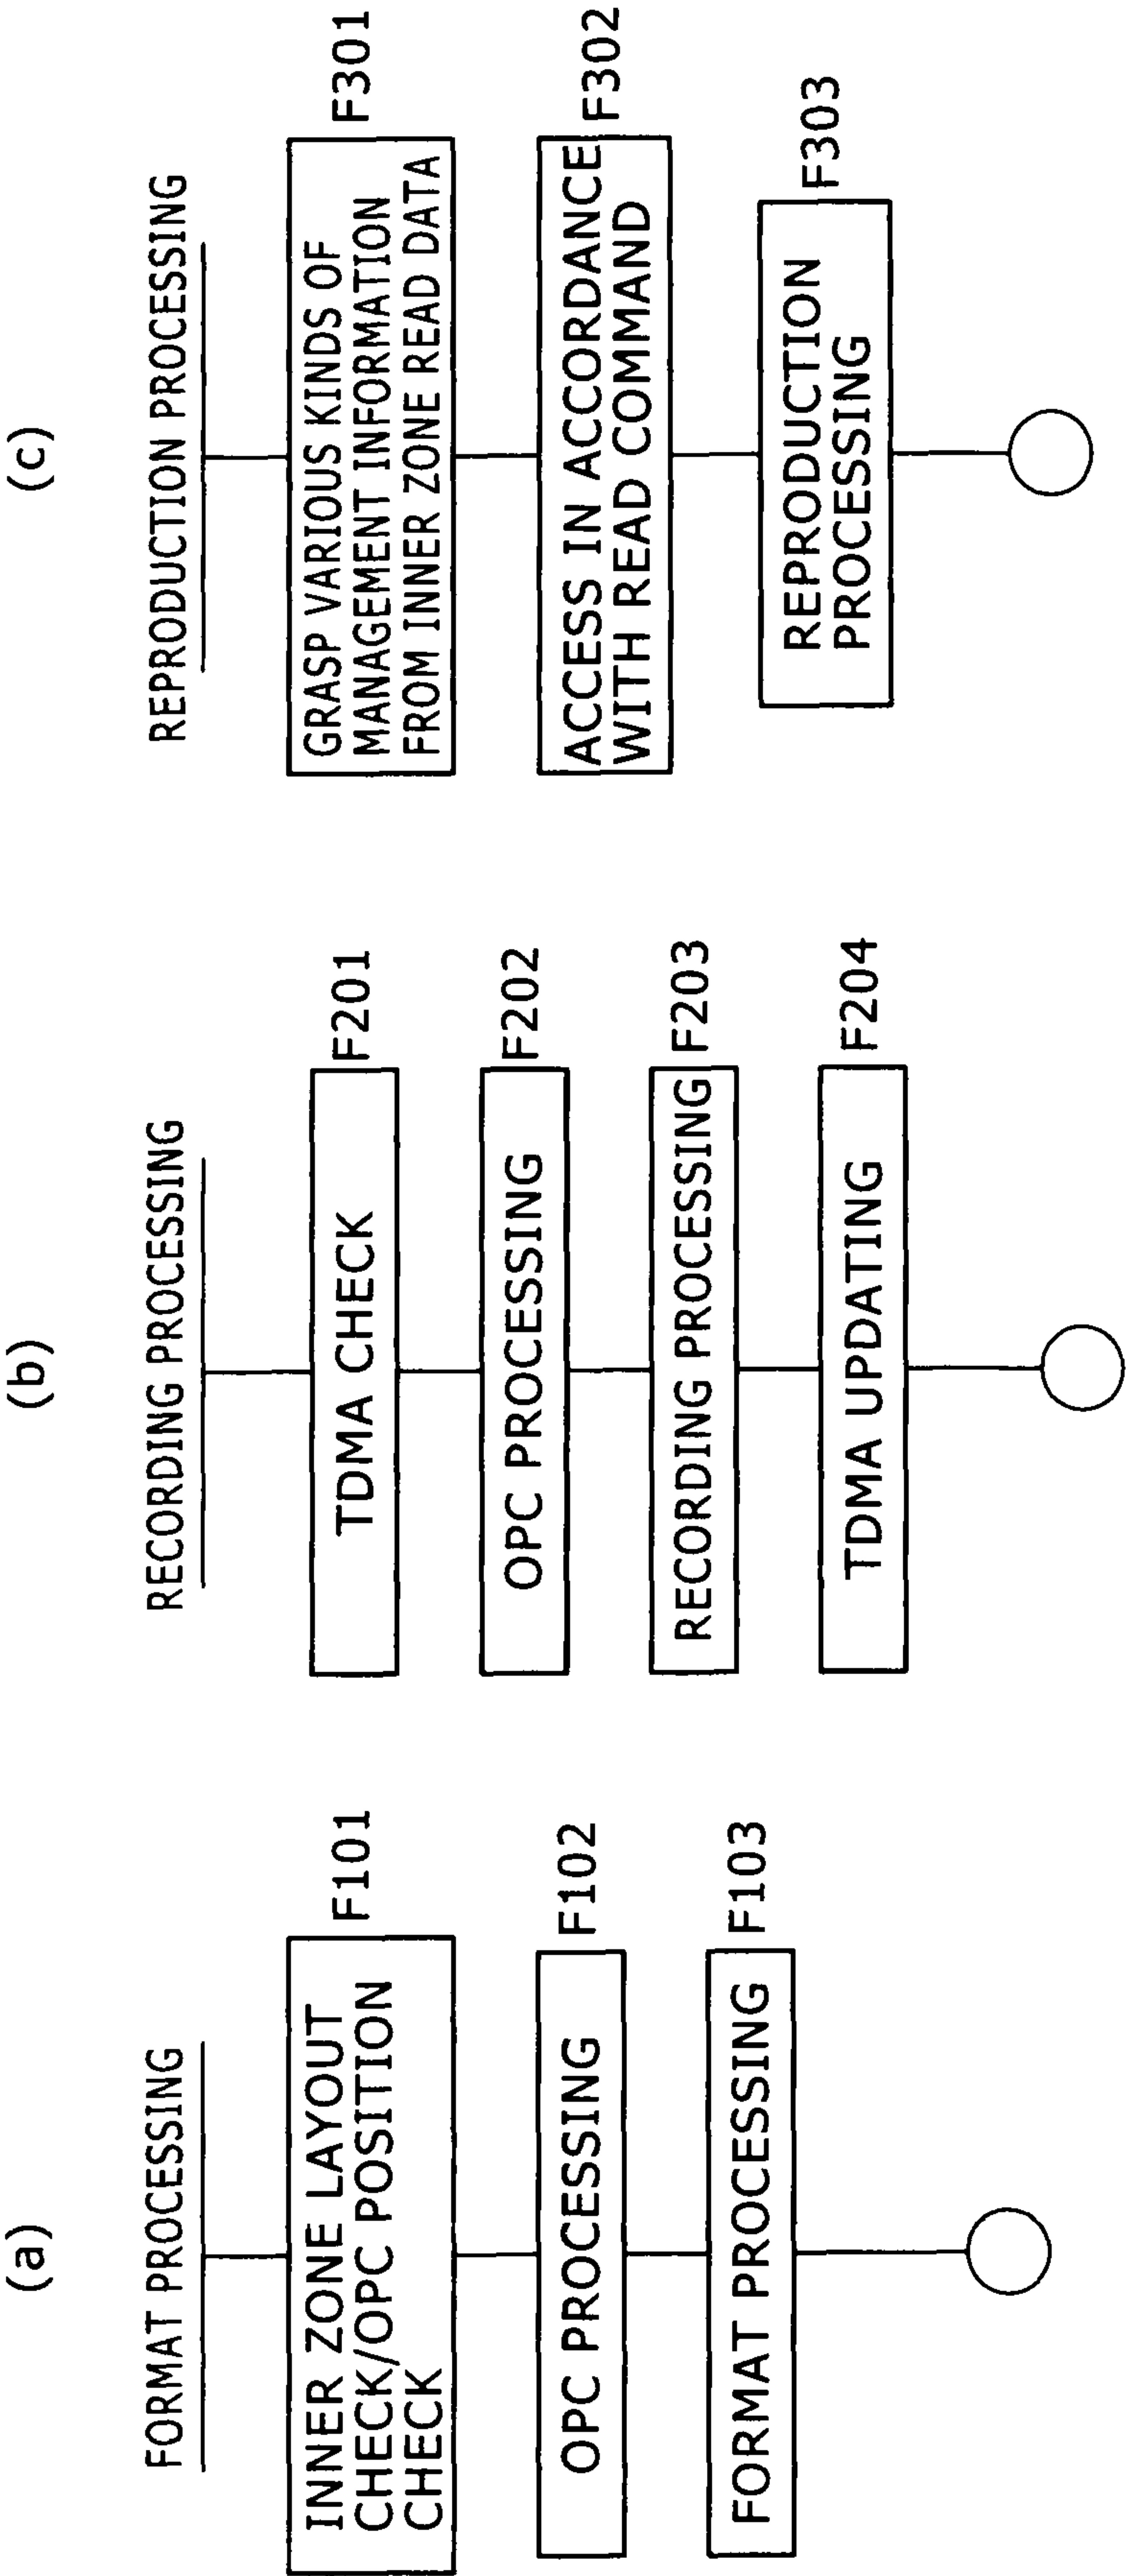 (a)
FORMAT PROCESSING
INNER ZONE LAYOUT
CHECK/OPC POSITION
CHECK
F101
OPC PROCESSING
F102
FORMAT PROCESSING
F103
(b)
RECORDING PROCESSING
TDMA CHECK
F201
OPC PROCESSING
F202
RECORDING PROCESSING
F203
TDMA UPDATING
F204
(c)
REPRODUCTION PROCESSING
GRASP VARIOUS KINDS OF
MANAGEMENT INFORMATION
FROM INNER ZONE READ DATA
F301
ACCESS IN ACCORDANCE
WITH READ COMMAND
F302
REPRODUCTION
PROCESSING
F303